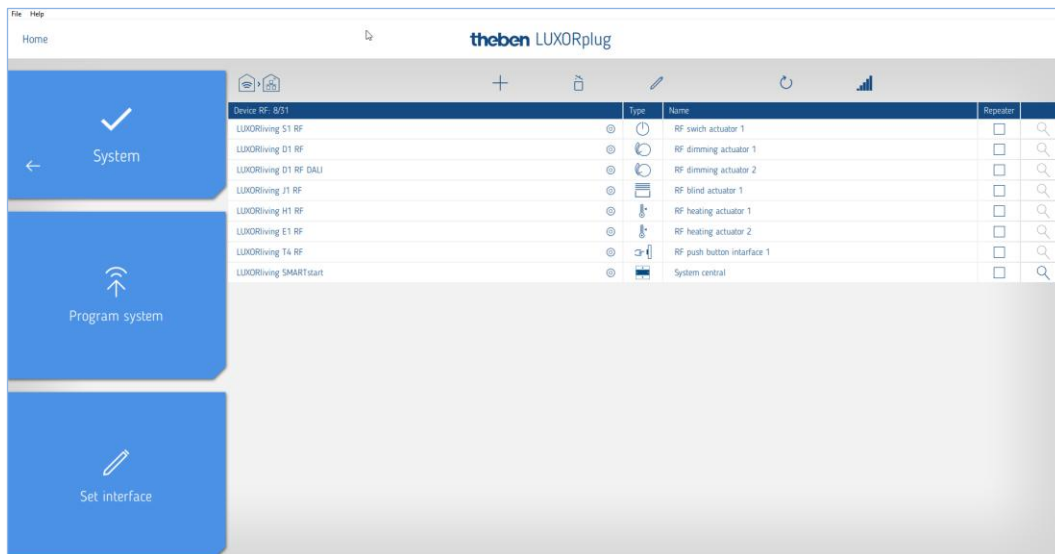 File Help
Home
theben LUXORplug
System
Program system
Set interface
Device RF: 8/31 Type Name Repeater
LUXORliving S1 RF RF swich actuator 1
LUXORliving D1 RF RF dimming actuator 1
LUXORliving D1 RF DALI RF dimming actuator 2
LUXORliving J1 RF RF blind actuator 1
LUXORliving H1 RF RF heating actuator 1
LUXORliving E1 RF RF heating actuator 2
LUXORliving T4 RF RF push button intarface 1
LUXORliving SMARTstart System central